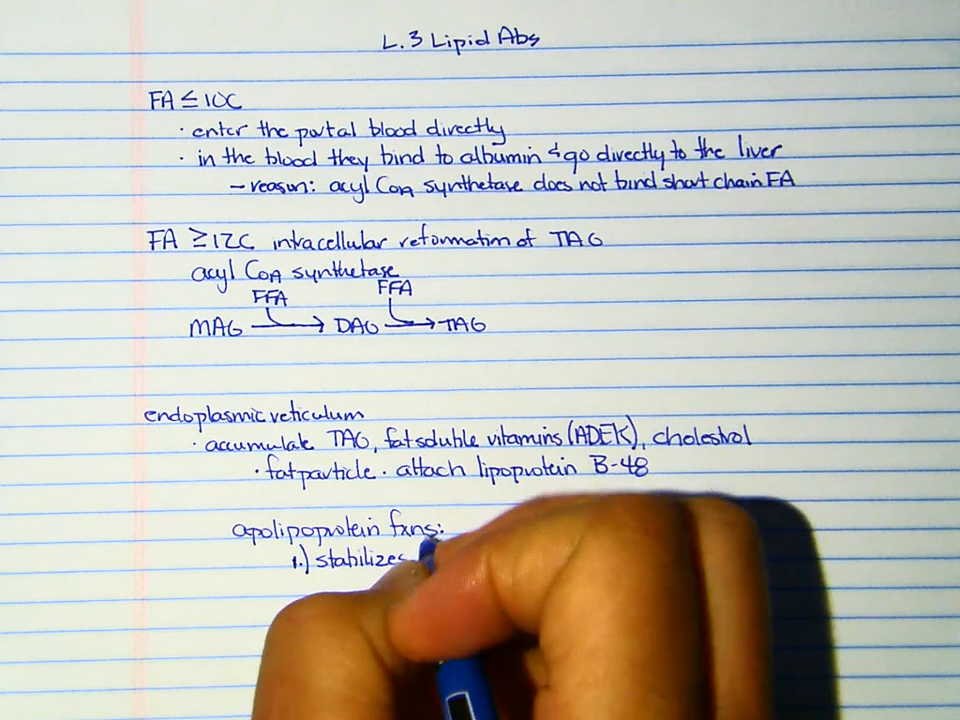 L.3 Lipid Abs
FA ≤ 10C
· enter the portal blood directly
· in the blood they bind to albumin & go directly to the liver
– reason: acyl CoA synthetase does not bind short chain FA
FA ≥ 12C intracellular reformation of TAG
acyl CoA synthetase
FFA FFA
MAG → DAG → TAG
endoplasmic reticulum
· accumulate TAG, fat soluble vitamins (ADEK), cholestrol
· fat particle · attach lipoprotein B-48
apolipoprotein fxns:
1.) stabilizes